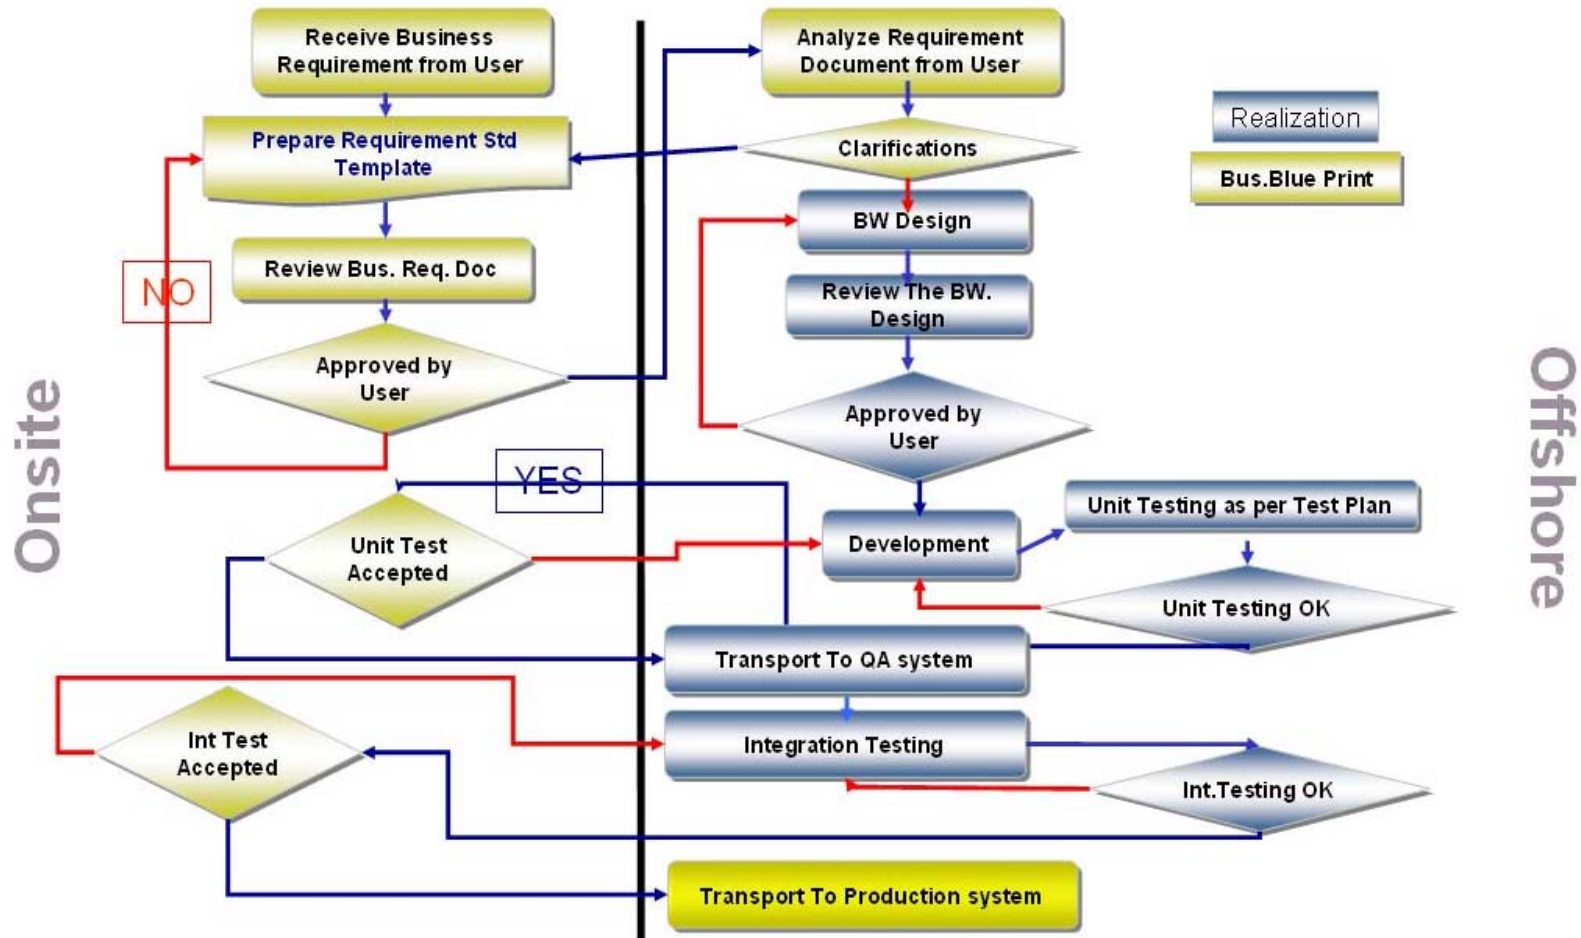 Receive Business
Requirement from User
Prepare Requirement Std
Template
Review Bus. Req. Doc
NO
Approved by
User
Onsite
YES
Unit Test
Accepted
Int Test
Accepted
Analyze Requirement
Document from User
Clarifications
BW Design
Review The BW.
Design
Approved by
User
Development
Unit Testing as per Test Plan
Unit Testing OK
Transport To QA system
Integration Testing
Int.Testing OK
Transport To Production system
Realization
Bus.Blue Print
Offshore